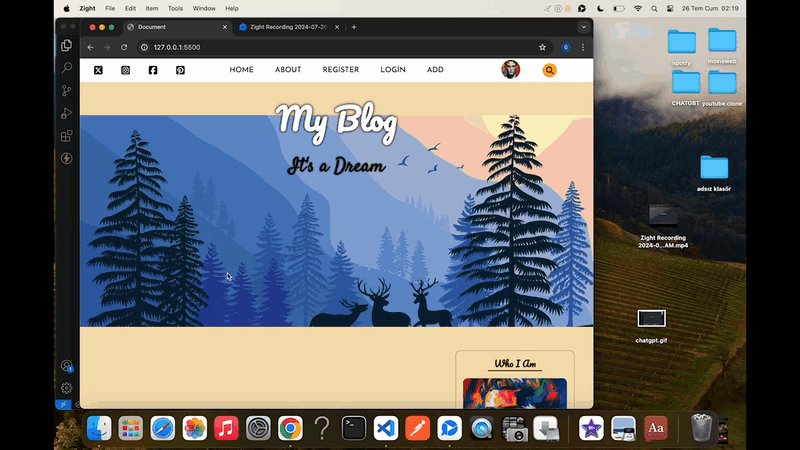 Zight File Edit Item Tools Window Help
26 Tem Cum 02:19
Document
Zight Recording 2024-07-26
127.0.0.1:5500
G
HOME ABOUT REGİSTER LOGİN ADD
My Blog
It's a Dream
Who I Am
spotfy
movieweb
CHATGBT
youtube clone
adsız klasör
Zight Recording
2024-0...AM.mp4
chatgpt.gif
Aa